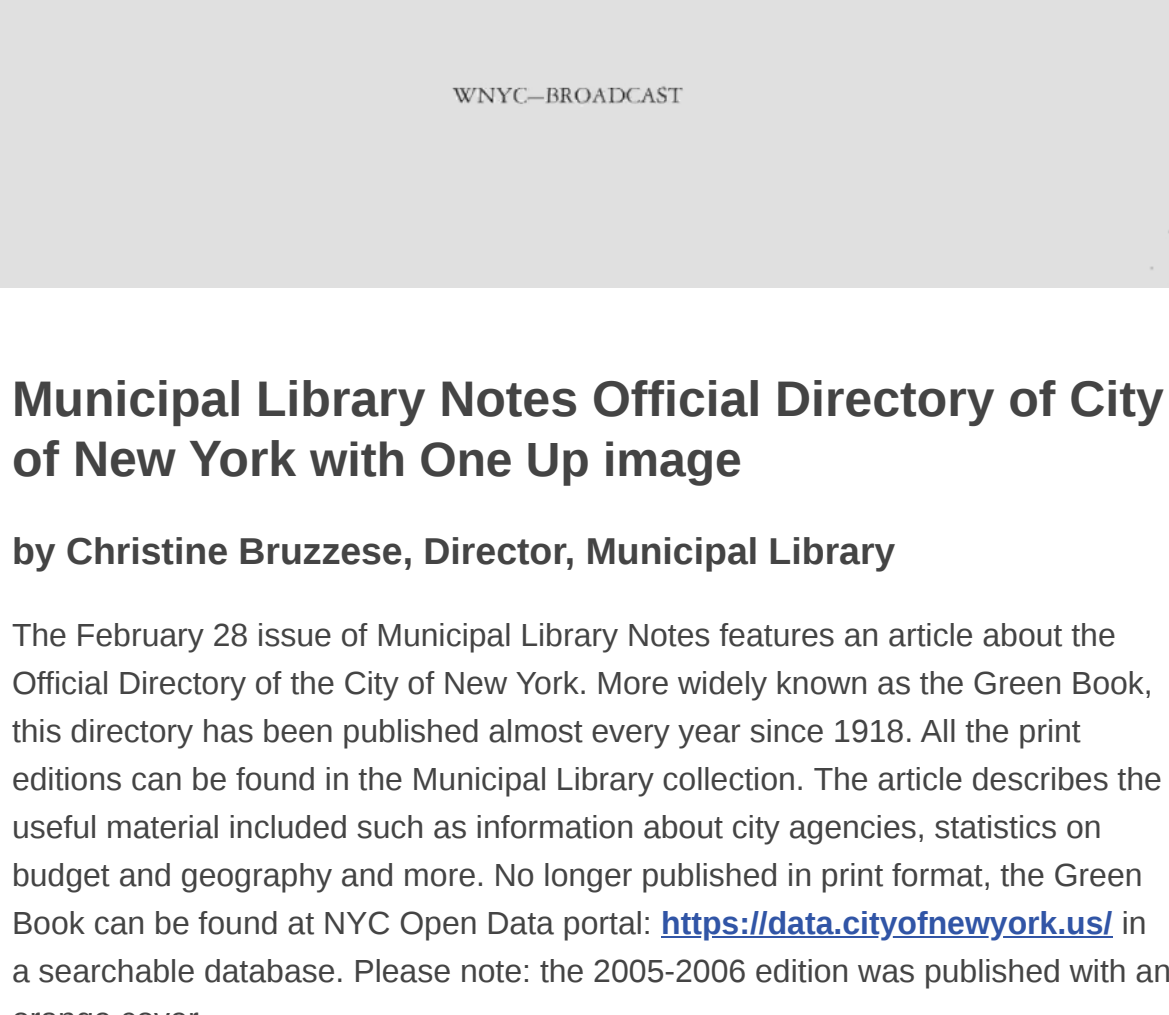 WNYC—BROADCAST
Municipal Library Notes Official Directory of City
of New York with One Up image
by Christine Bruzzese, Director, Municipal Library
The February 28 issue of Municipal Library Notes features an article about the
Official Directory of the City of New York. More widely known as the Green Book,
this directory has been published almost every year since 1918. All the print
editions can be found in the Municipal Library collection. The article describes the
useful material included such as information about city agencies, statistics on
budget and geography and more. No longer published in print format, the Green
Book can be found at NYC Open Data portal: https://data.cityofnewyork.us/ in
a searchable database. Please note: the 2005-2006 edition was published with an
orange cover.